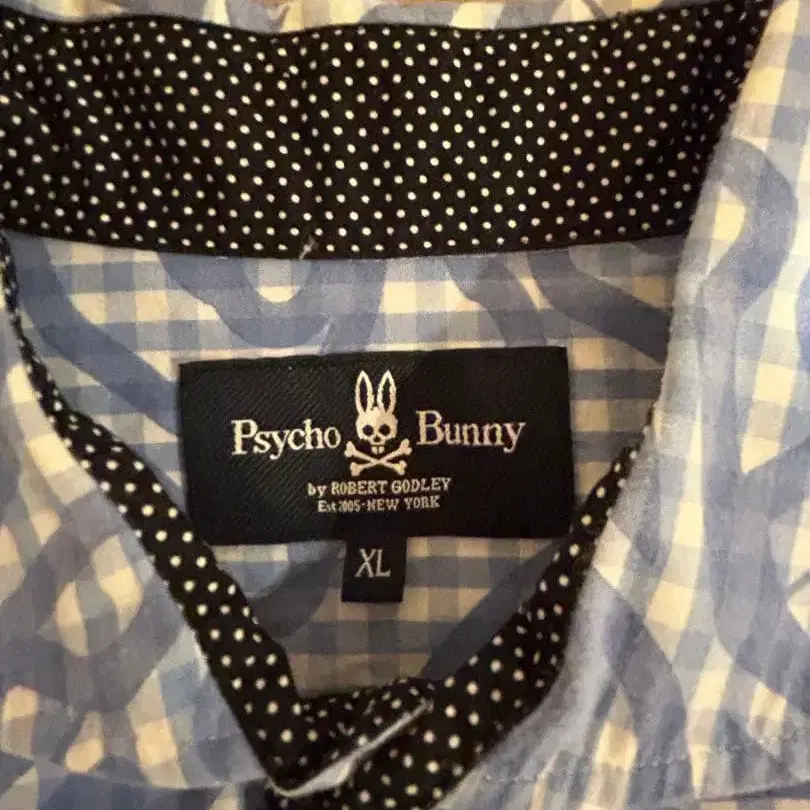 Psycho Bunny
by ROBERT GODLEY
Est 2005-NEW YORK
XL